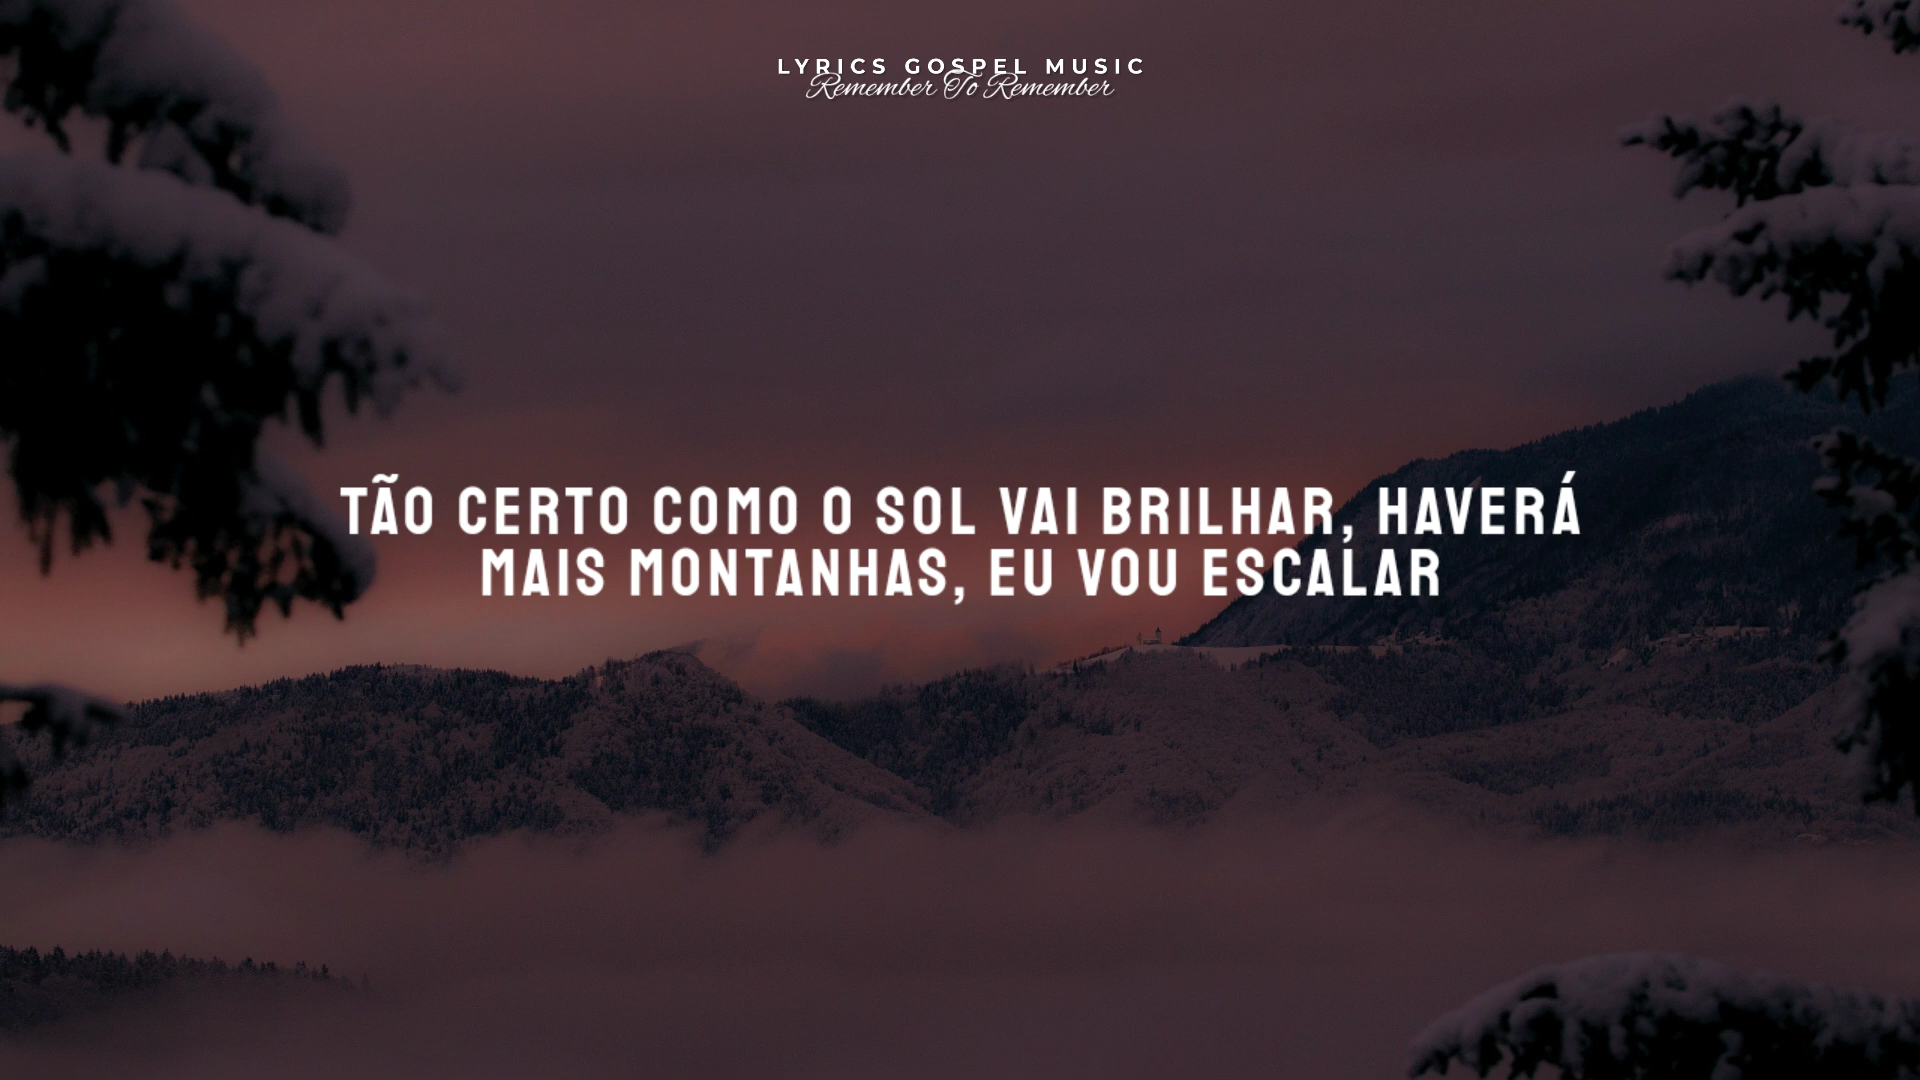 LYRICS GOSPEL MUSIC
Remember To Remember
TÃO CERTO COMO O SOL VAI BRILHAR, HAVERÁ
MAIS MONTANHAS, EU VOU ESCALAR